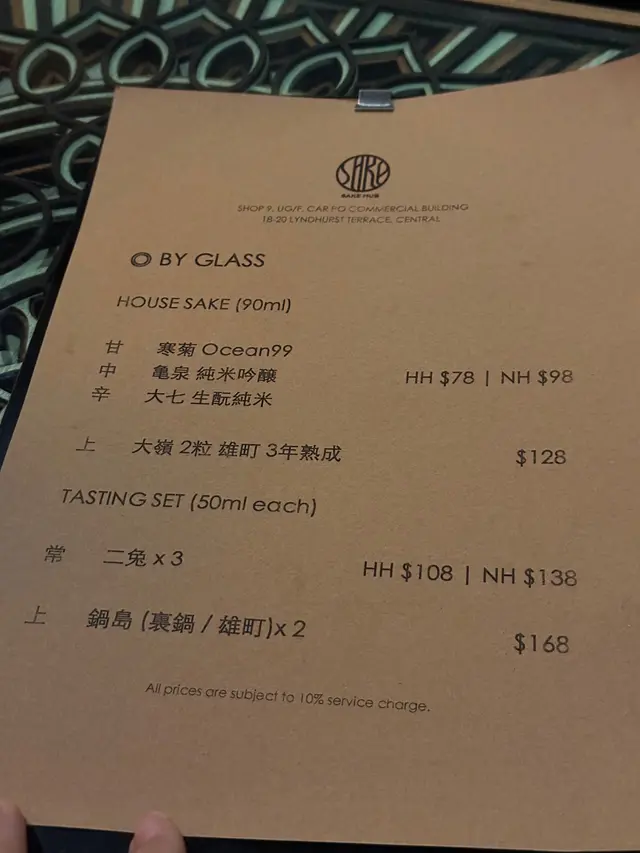 SAKE
SAKE HUB
SHOP 9, UG/F, CAR PO COMMERCIAL BUILDING
18-20 LYNDHURST TERRACE, CENTRAL
BY GLASS
HOUSE SAKE (90ml)
甘 寒菊 Ocean99
中 亀泉 純米吟醸 HH $78 | NH $98
辛 大七 生酛純米
上 大嶺 2粒 雄町 3年熟成 $128
TASTING SET (50ml each)
常 二兔 x 3 HH $108 | NH $138
上 鍋島 (裏鍋 / 雄町)x 2 $168
All prices are subject to 10% service charge.